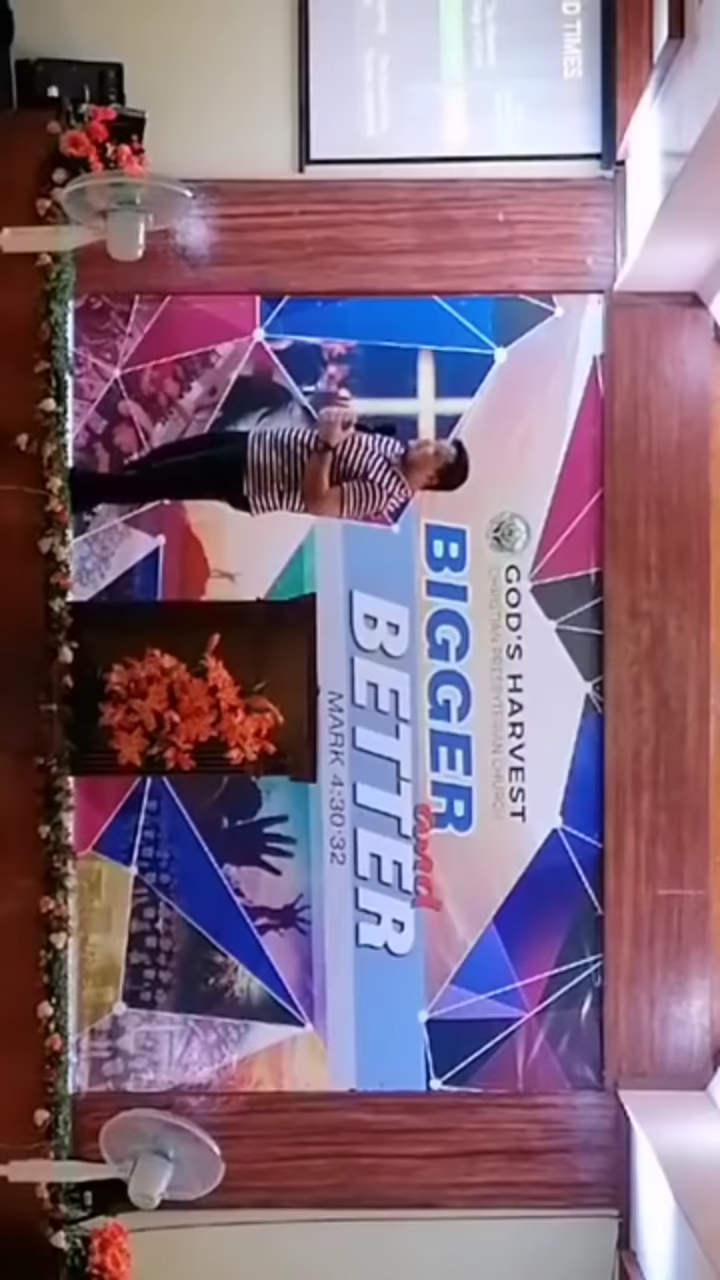 D TIMES
GOD'S HARVEST
CHRISTIAN PRESBYTERIAN CHURCH
BIGGER
and
BETTER
MARK 4:30-32